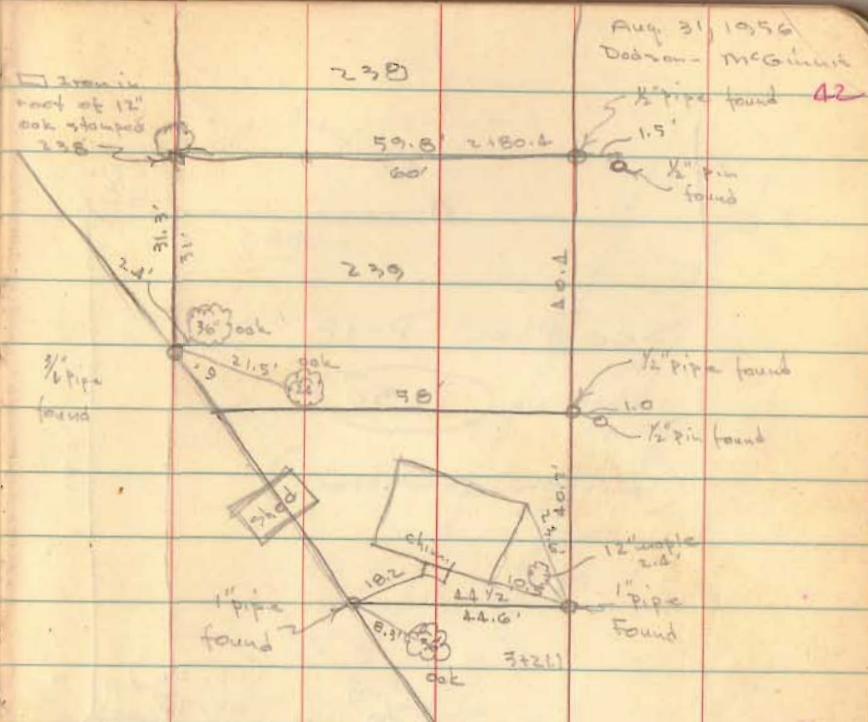 Aug. 31, 1956
Dodson - McGinnis
42
238
Iron in
root of 12"
oak stamped
238
1/2" pipe found
1.5'
1/2" pin
found
59.8' 2+80.4
60'
31.3'
31'
2.4'
239
40.4
36" oak
21.5'
oak
3/4" pipe
found
9'
58'
1/2" pipe found
1.0
1/2" pin found
Shed
40.7'
chim.
12" maple
2.4'
18.2
10.
1" pipe
found
44 1/2'
44.6'
1" pipe
Found
8.3'
oak
3+21.1